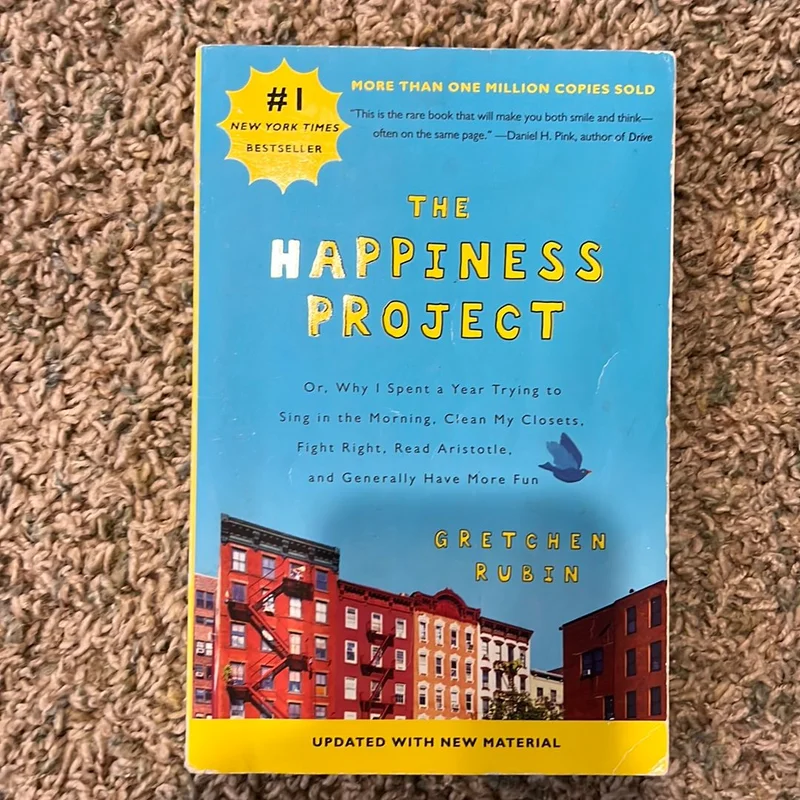 #1
NEW YORK TIMES
BESTSELLER
MORE THAN ONE MILLION COPIES SOLD
"This is the rare book that will make you both smile and think—
often on the same page." —Daniel H. Pink, author of Drive
THE
HAPPINESS
PROJECT
Or, Why I Spent a Year Trying to
Sing in the Morning, Clean My Closets,
Fight Right, Read Aristotle,
and Generally Have More Fun
GRETCHEN
RUBIN
UPDATED WITH NEW MATERIAL